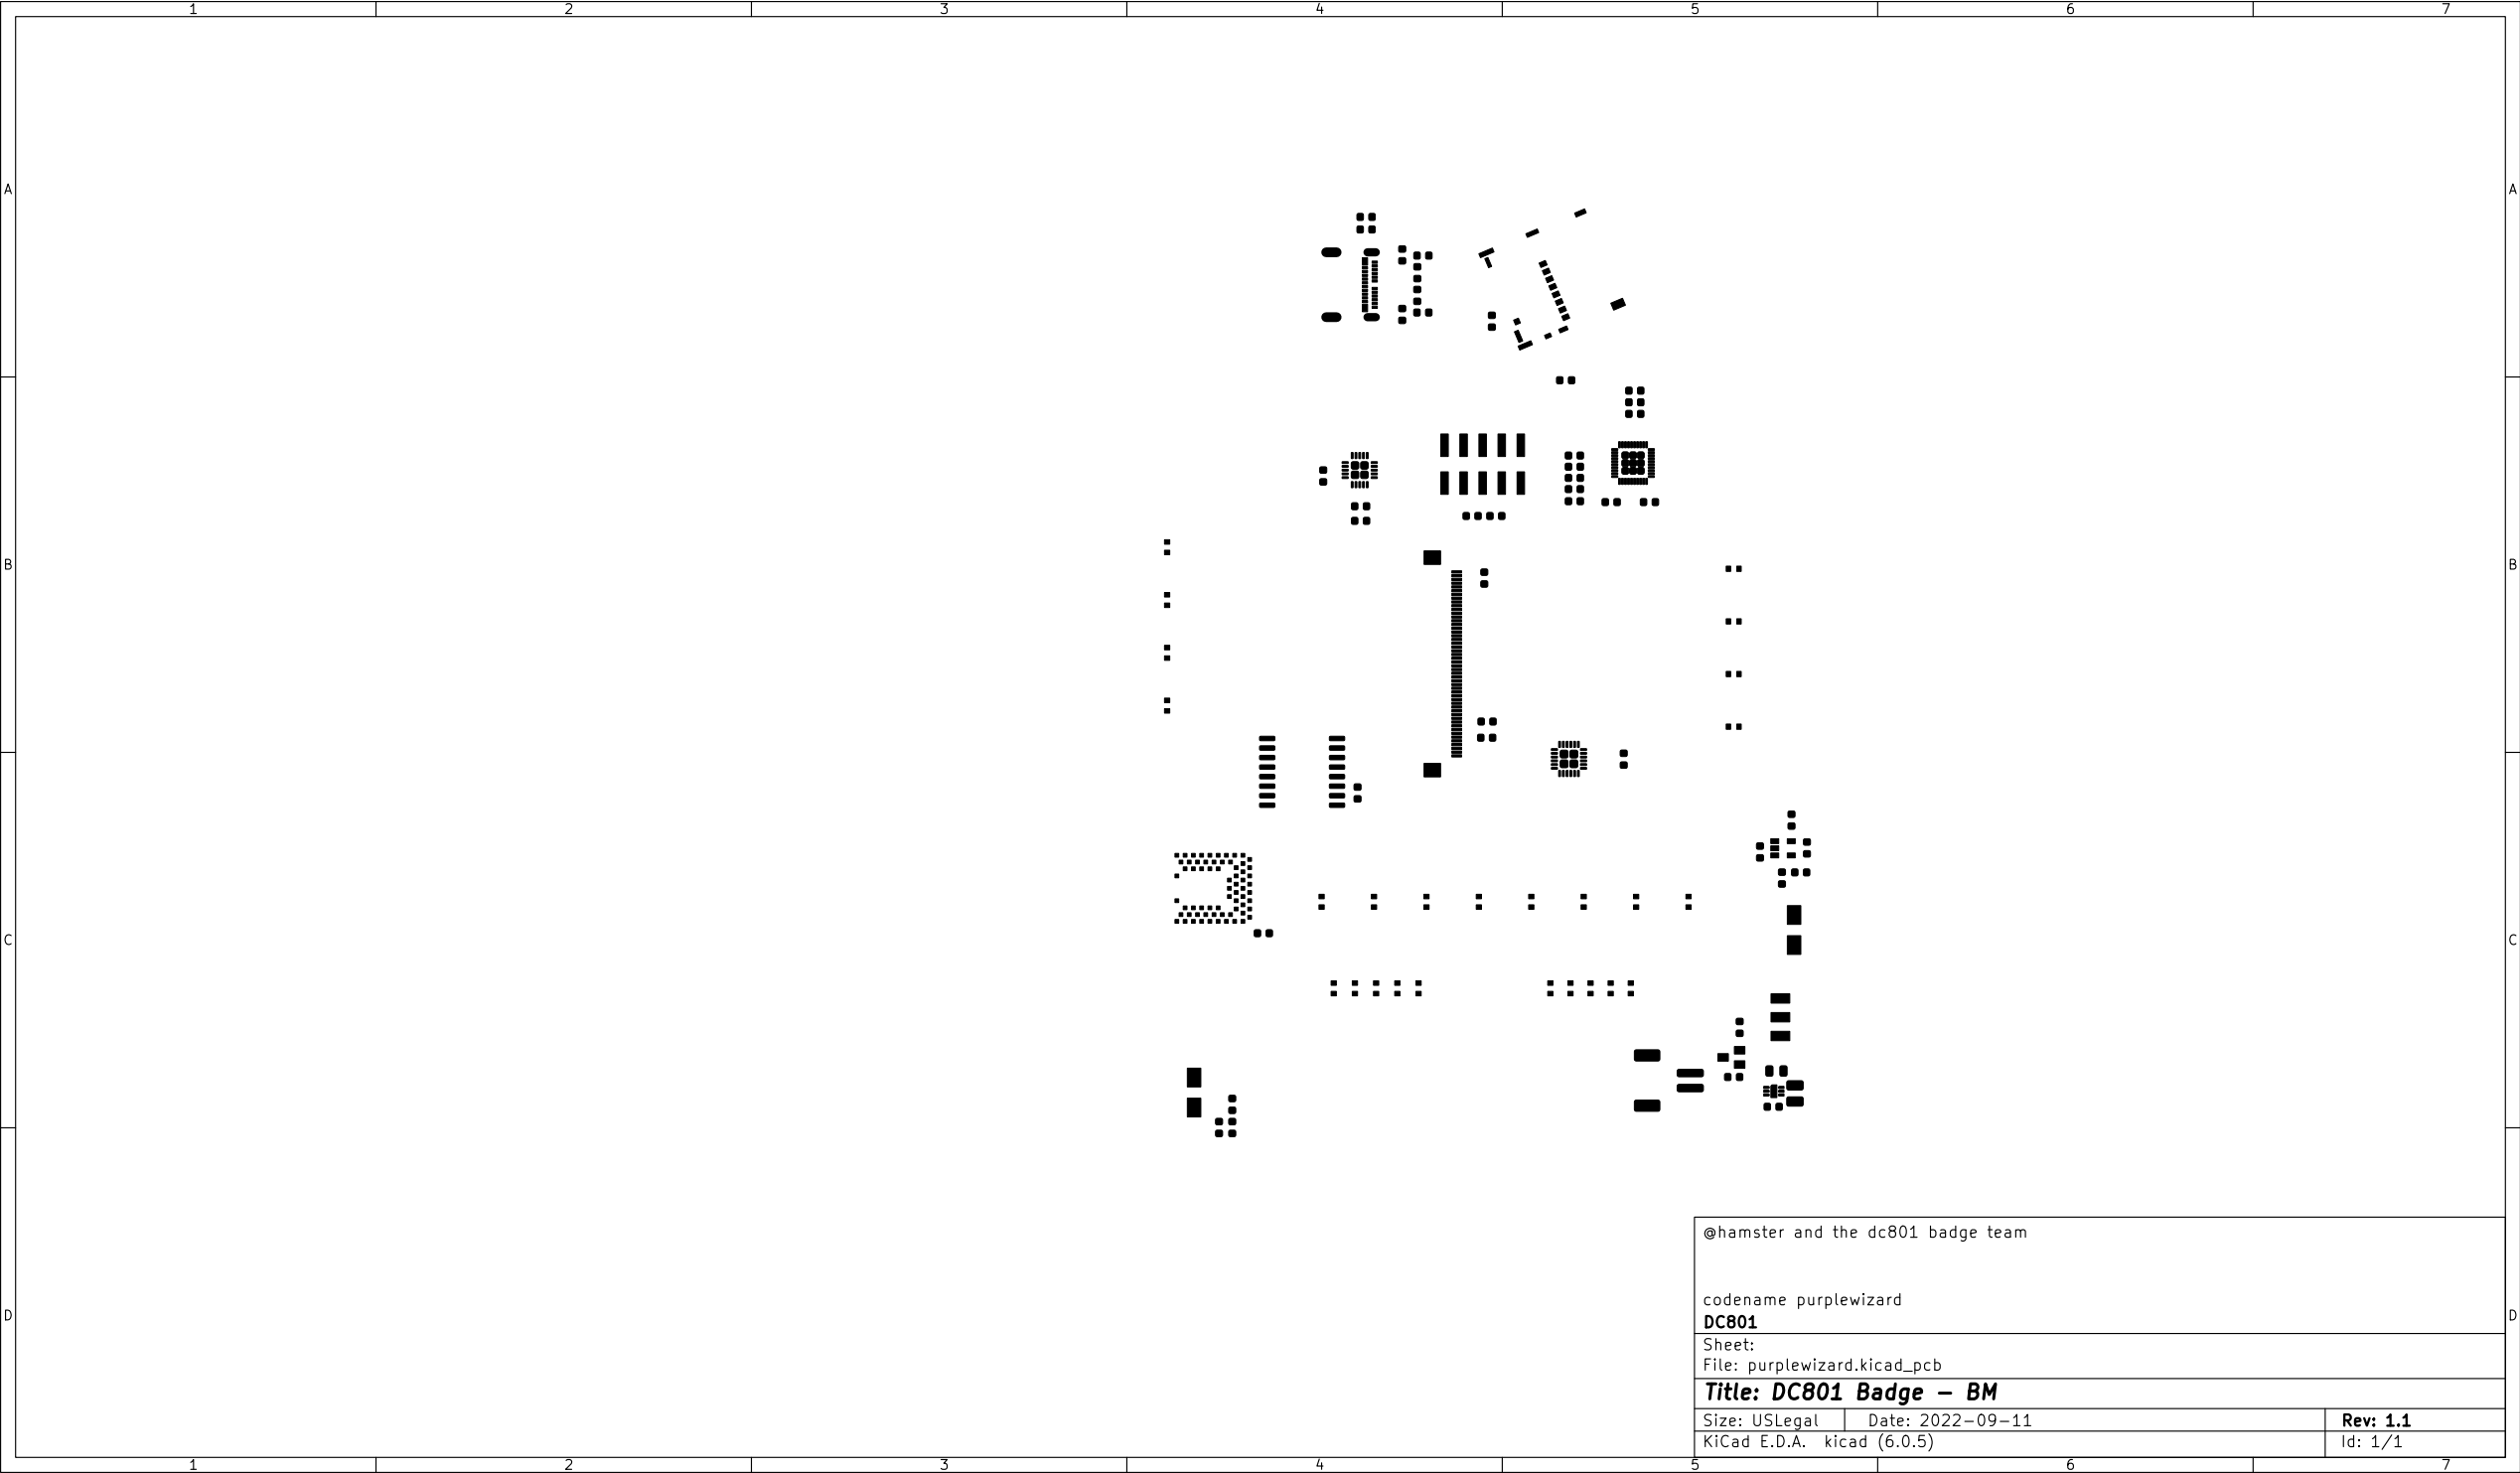 1 2 3 4 5 6 7
A A
B B
C C
D D
@hamster and the dc801 badge team
codename purplewizard
DC801
Sheet:
File: purplewizard.kicad_pcb
Title: DC801 Badge – BM
Size: USLegal Date: 2022–09–11 Rev: 1.1
KiCad E.D.A. kicad (6.0.5) Id: 1/1
1 2 3 4 5 6 7